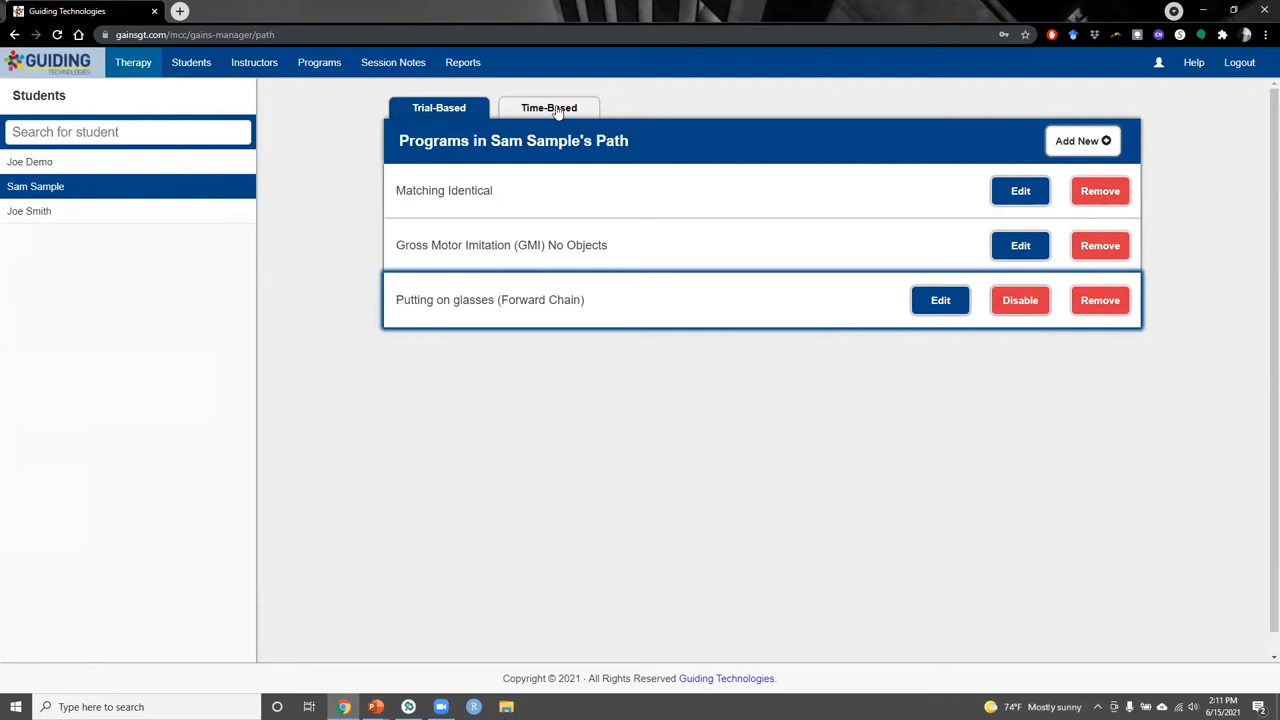 Guiding Technologies
gainsgt.com/mcc/gains-manager/path
GUIDING
TECHNOLOGIES
Therapy Students Instructors Programs Session Notes Reports Help Logout
Students
Search for student
Joe Demo
Sam Sample
Joe Smith
Trial-Based Time-Based
Programs in Sam Sample's Path Add New
Matching Identical Edit Remove
Gross Motor Imitation (GMI) No Objects Edit Remove
Putting on glasses (Forward Chain) Edit Disable Remove
Copyright © 2021 · All Rights Reserved Guiding Technologies.
Type here to search
74°F Mostly sunny
2:11 PM
6/15/2021